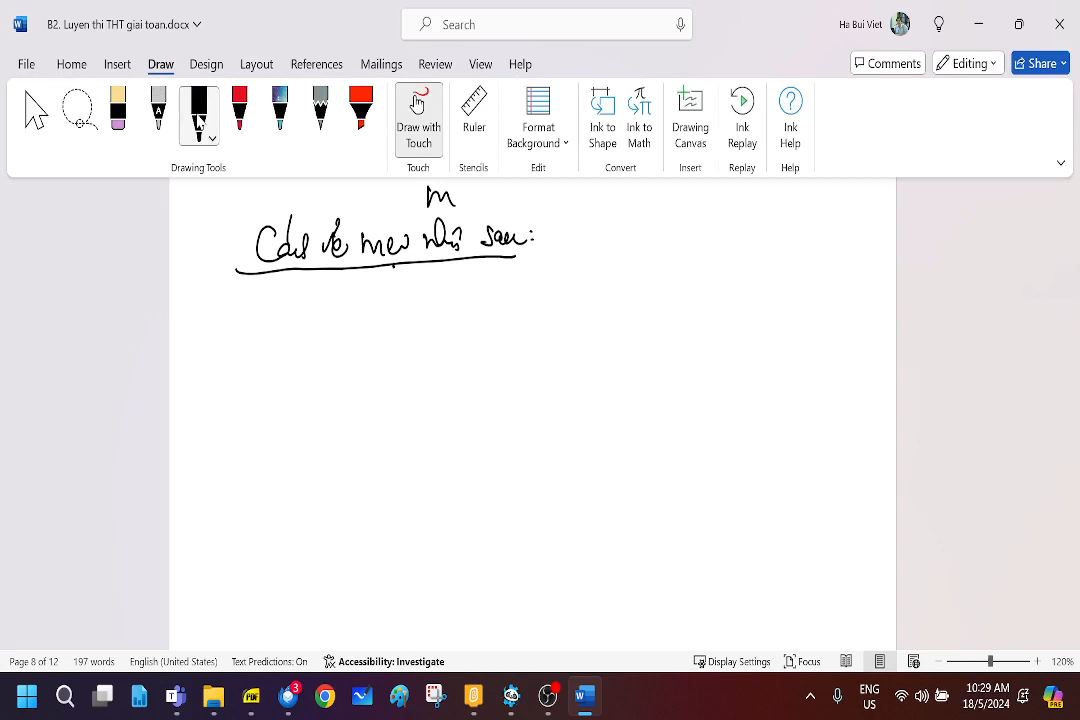 B2. Luyen thi THT giai toan.docx
Search
Ha Bui Viet
File Home Insert Draw Design Layout References Mailings Review View Help
Comments Editing Share
Draw with Touch
Ruler
Format Background
Ink to Shape
Ink to Math
Drawing Canvas
Ink Replay
Ink Help
Drawing Tools Touch Stencils Edit Convert Insert Replay Help
m
Cách vẽ mẹo như sau:
Page 8 of 12 197 words English (United States) Text Predictions: On Accessibility: Investigate Display Settings Focus 120%
3
ENG
US
10:29 AM
18/5/2024
PRE